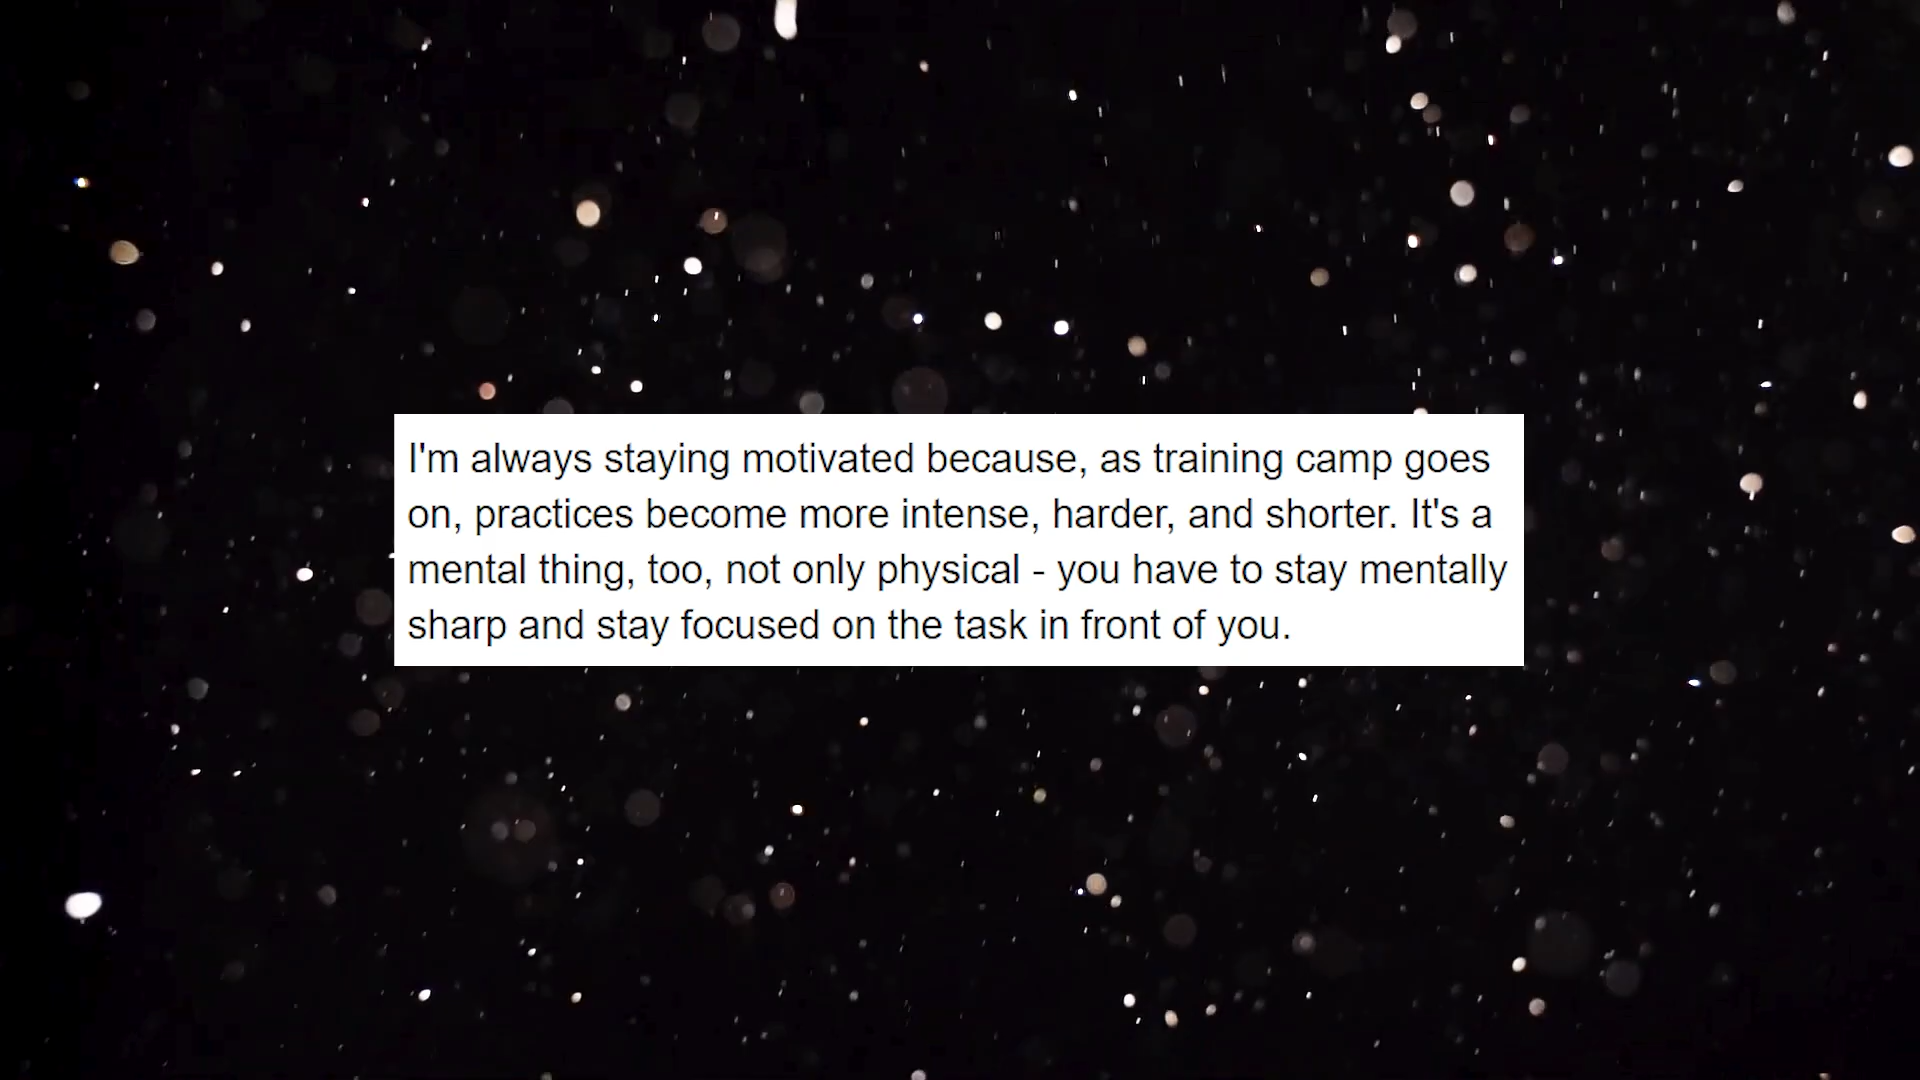 I'm always staying motivated because, as training camp goes
on, practices become more intense, harder, and shorter. It's a
mental thing, too, not only physical - you have to stay mentally
sharp and stay focused on the task in front of you.